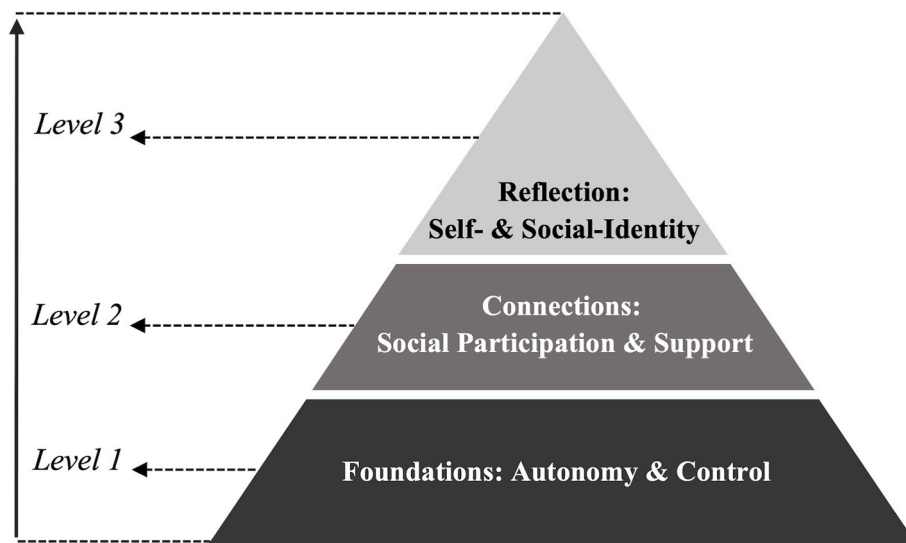 Level 3
Reflection:
Self- & Social-Identity
Level 2
Connections:
Social Participation & Support
Level 1
Foundations: Autonomy & Control